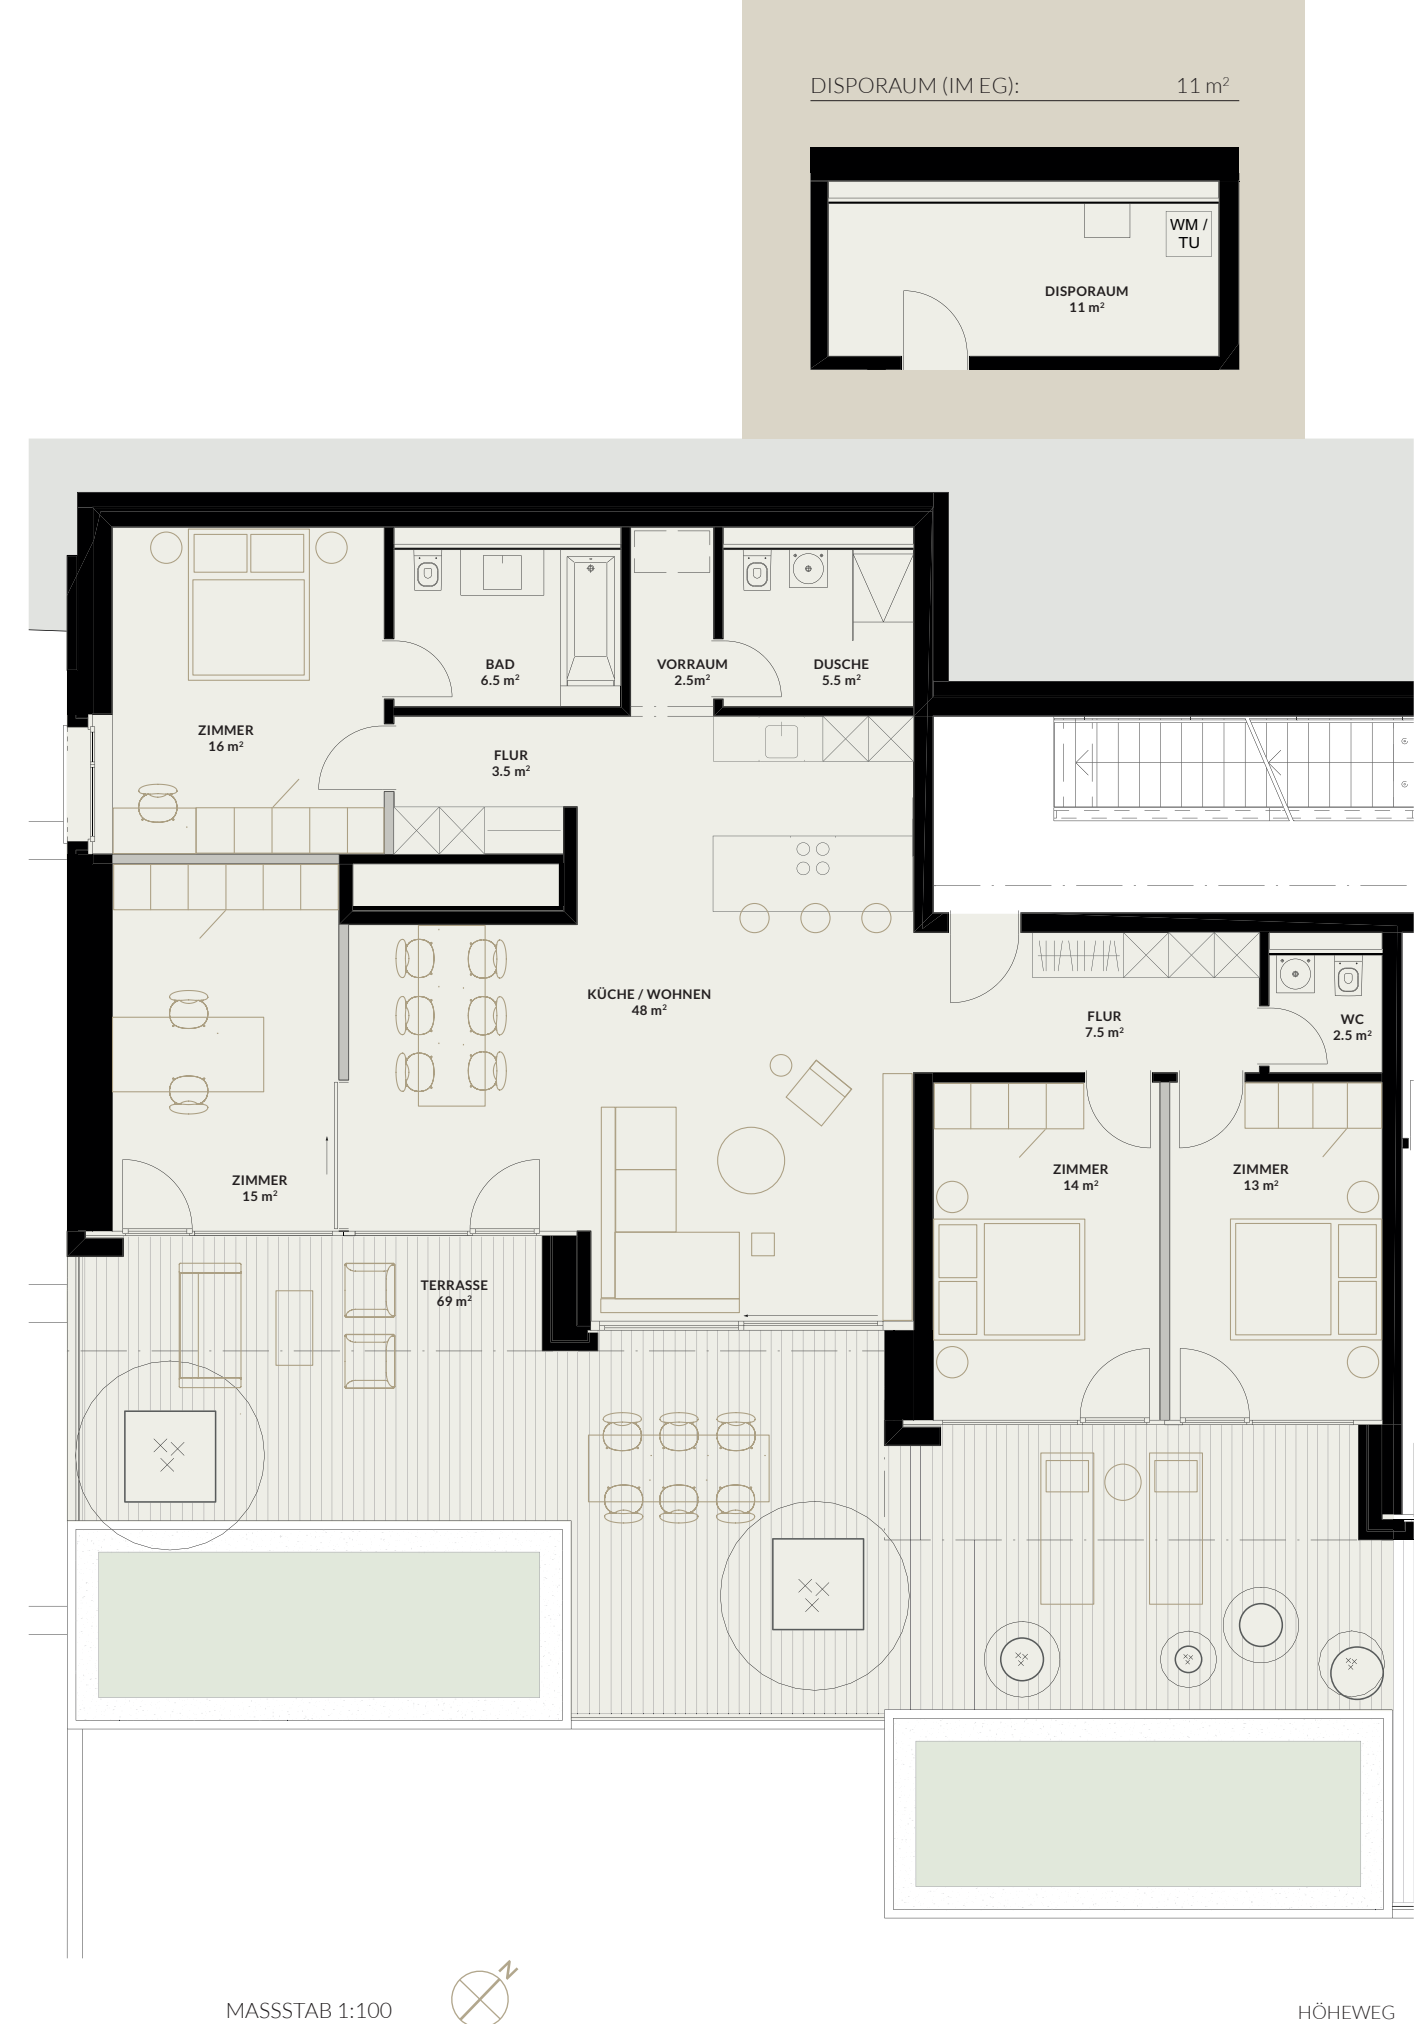 DISPORAUM (IM EG): 11 m²
WM /
TU
DISPORAUM
11 m²
BAD
6.5 m²
VORRAUM
2.5m²
DUSCHE
5.5 m²
ZIMMER
16 m²
FLUR
3.5 m²
KÜCHE / WOHNEN
48 m²
FLUR
7.5 m²
WC
2.5 m²
ZIMMER
15 m²
ZIMMER
14 m²
ZIMMER
13 m²
TERRASSE
69 m²
N
MASSSTAB 1:100
HÖHEWEG